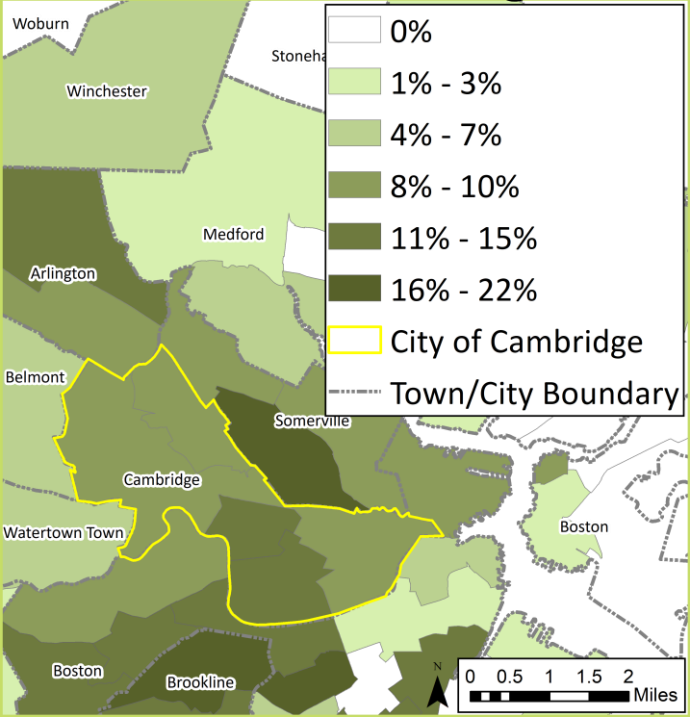 Woburn
Stoneha
Winchester
0%
1% - 3%
4% - 7%
8% - 10%
11% - 15%
16% - 22%
City of Cambridge
Town/City Boundary
Medford
Arlington
Belmont
Somerville
Cambridge
Watertown Town
Boston
Boston
Brookline
N
0 0.5 1 1.5 2
Miles